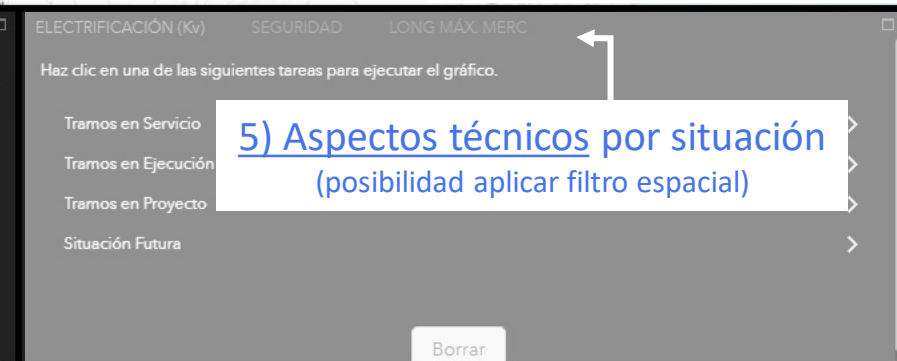 ELECTRIFICACIÓN (Kv) SEGURIDAD LONG MÁX. MERC
Haz clic en una de las siguientes tareas para ejecutar el gráfico.
Tramos en Servicio
5) Aspectos técnicos por situación
Tramos en Ejecución
(posibilidad aplicar filtro espacial)
Tramos en Proyecto
Situación Futura
Borrar